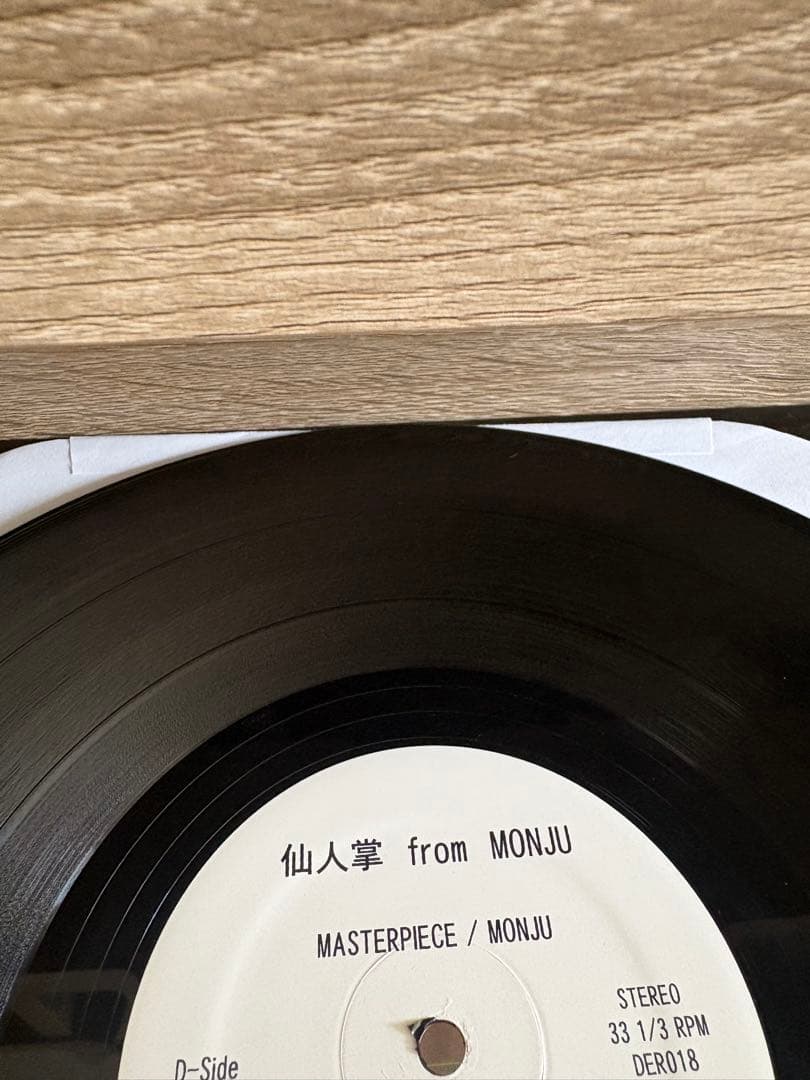 仙人掌 from MONJU
MASTERPIECE / MONJU
STEREO
33 1/3 RPM
D-Side
DER018